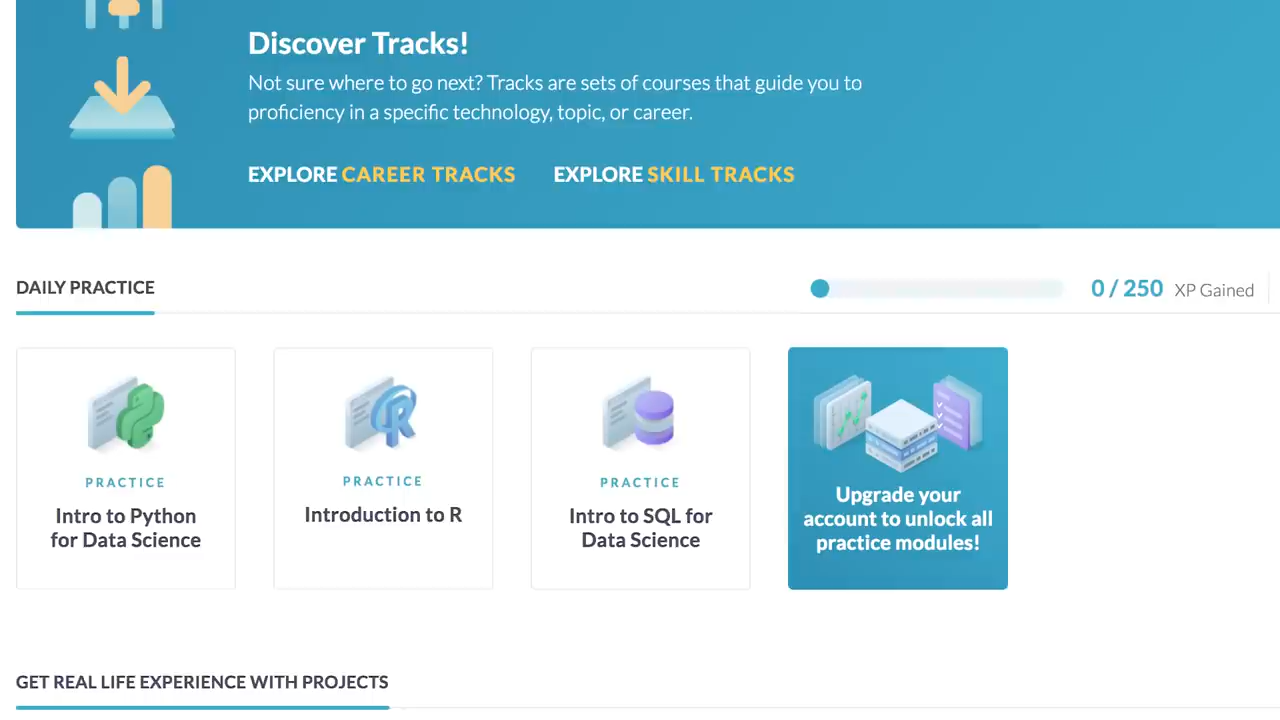 Discover Tracks!
Not sure where to go next? Tracks are sets of courses that guide you to
proficiency in a specific technology, topic, or career.
EXPLORE CAREER TRACKS EXPLORE SKILL TRACKS
DAILY PRACTICE
0 / 250 XP Gained
PRACTICE
Intro to Python
for Data Science
PRACTICE
Introduction to R
PRACTICE
Intro to SQL for
Data Science
Upgrade your
account to unlock all
practice modules!
GET REAL LIFE EXPERIENCE WITH PROJECTS